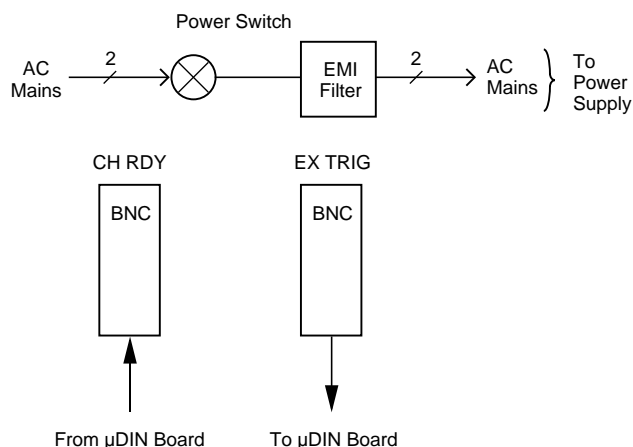 Power Switch
AC
Mains
2
EMI
Filter
2
AC
Mains
To
Power
Supply
CH RDY
EX TRIG
BNC
BNC
From µDIN Board
To µDIN Board